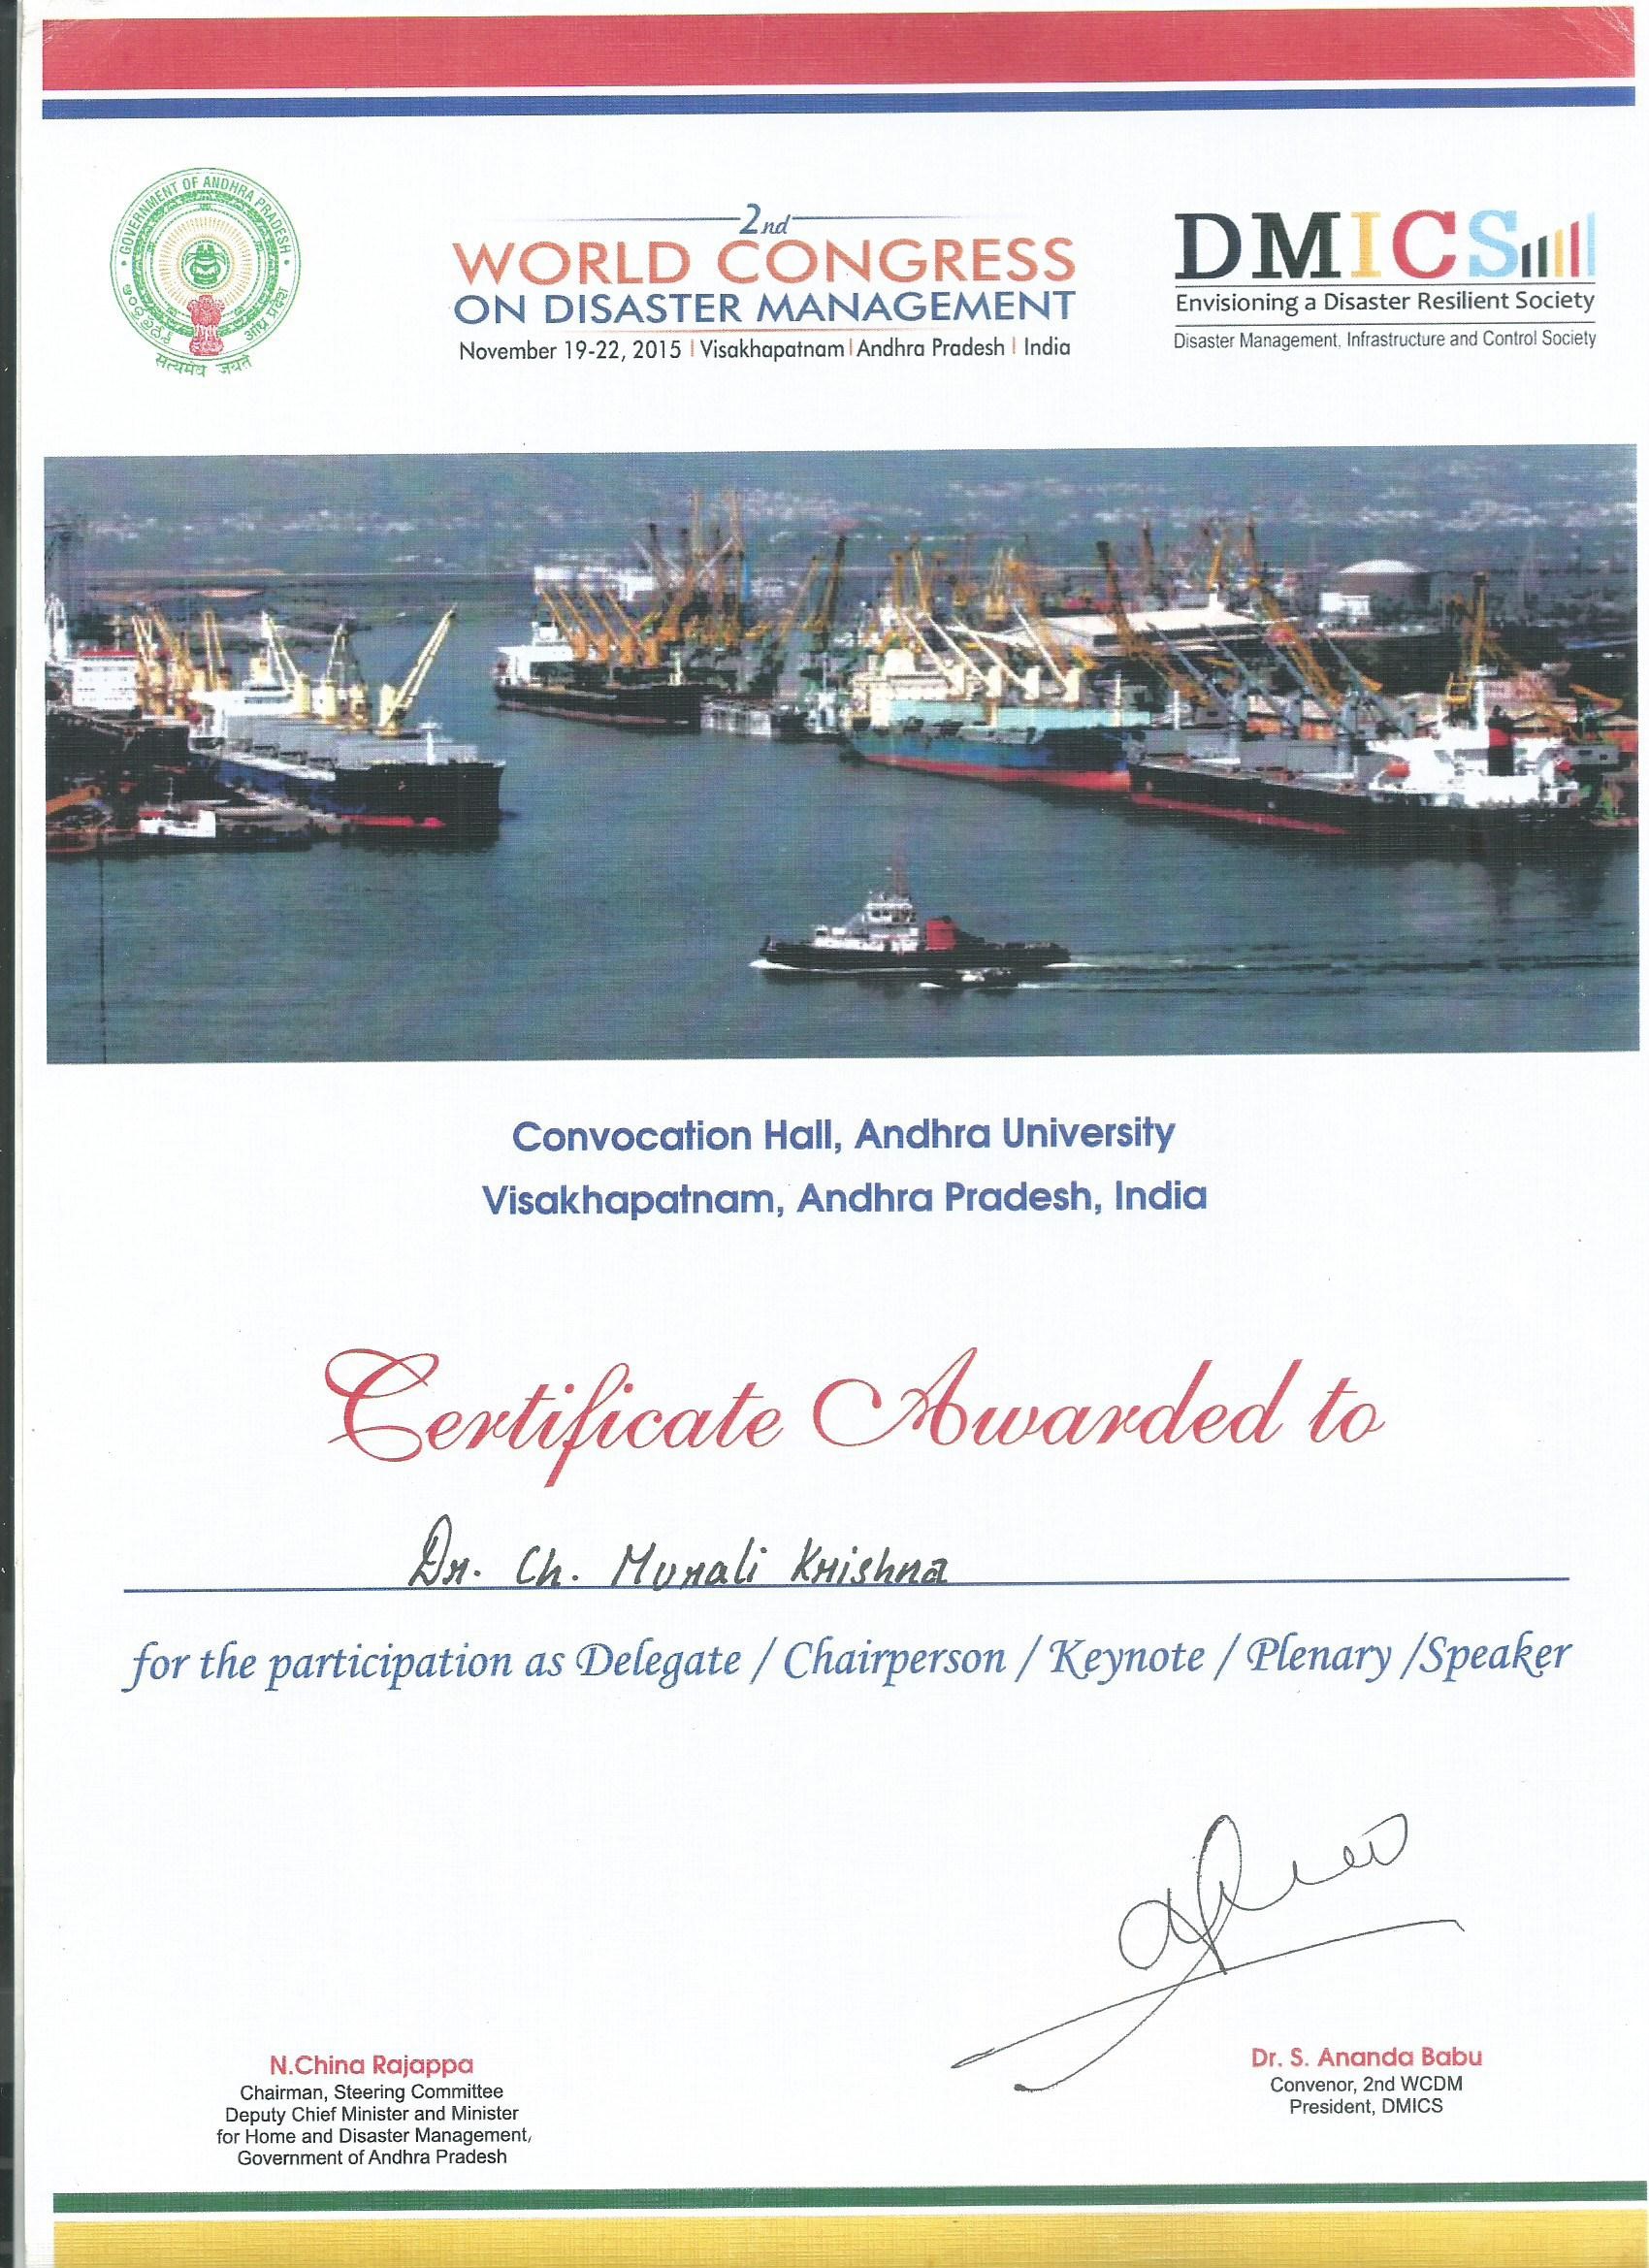 GOVERNMENT OF ANDHRA PRADESH
सत्यमेव जयते
2nd
WORLD CONGRESS
ON DISASTER MANAGEMENT
November 19-22, 2015 | Visakhapatnam | Andhra Pradesh | India
DMICS
Envisioning a Disaster Resilient Society
Disaster Management, Infrastructure and Control Society
Convocation Hall, Andhra University
Visakhapatnam, Andhra Pradesh, India
Certificate Awarded to
Dr. Ch. Murali Krishna
for the participation as Delegate / Chairperson / Keynote / Plenary /Speaker
N.China Rajappa
Chairman, Steering Committee
Deputy Chief Minister and Minister
for Home and Disaster Management,
Government of Andhra Pradesh
Dr. S. Ananda Babu
Convenor, 2nd WCDM
President, DMICS